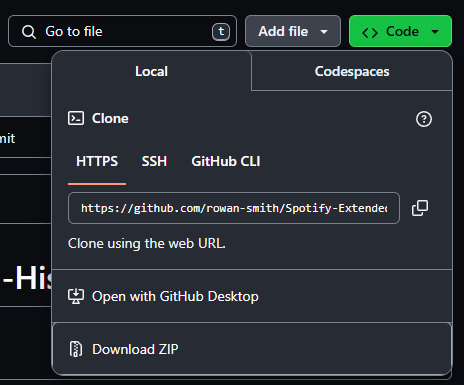 Go to file
t
Add file
Code
Local
Codespaces
Clone
HTTPS
SSH
GitHub CLI
https://github.com/rowan-smith/Spotify-Extended
Clone using the web URL.
Open with GitHub Desktop
Download ZIP
mit
-His